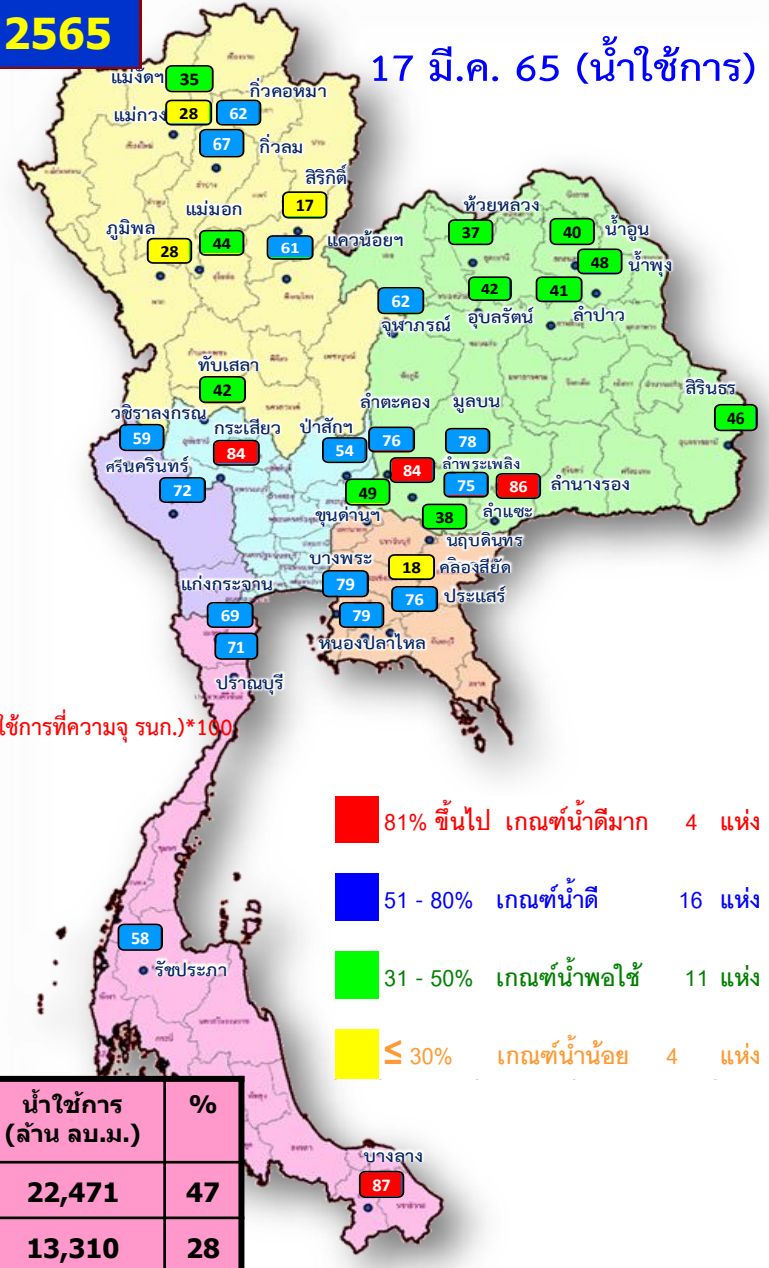 2565
17 มี.ค. 65 (น้ำใช้การ)
แม่งัดฯ
35
กิ่วคอหมา
แม่กวง
28
62
67
กิ่วลม
สิริกิติ์
17
แม่มอก
44
ภูมิพล
28
61
แควน้อยฯ
ห้วยหลวง
37
40
น้ำอูน
48
น้ำพุง
42
41
อุบลรัตน์
ลำปาว
62
จุฬาภรณ์
ทับเสลา
42
สิรินธร
46
วชิราลงกรณ
59
กระเสียว
84
ป่าสักฯ
54
ลำตะคอง
76
มูลบน
78
ศรีนครินทร์
72
84
ลำพระเพลิง
75
86
ลำนางรอง
49
ขุนด่านฯ
38
ลำแซะ
นฤบดินทร
บางพระ
79
18
คลองสียัด
76
ประแสร์
79
หนองปลาไหล
แก่งกระจาน
69
71
ปราณบุรี
ใช้การที่ความจุ รนก.)*100
81% ขึ้นไป เกณฑ์น้ำดีมาก 4 แห่ง
51 - 80% เกณฑ์น้ำดี 16 แห่ง
31 - 50% เกณฑ์น้ำพอใช้ 11 แห่ง
≤ 30% เกณฑ์น้ำน้อย 4 แห่ง
58
รัชประภา
น้ำใช้การ %
(ล้าน ลบ.ม.)
22,471 47
13,310 28
บางลาง
87